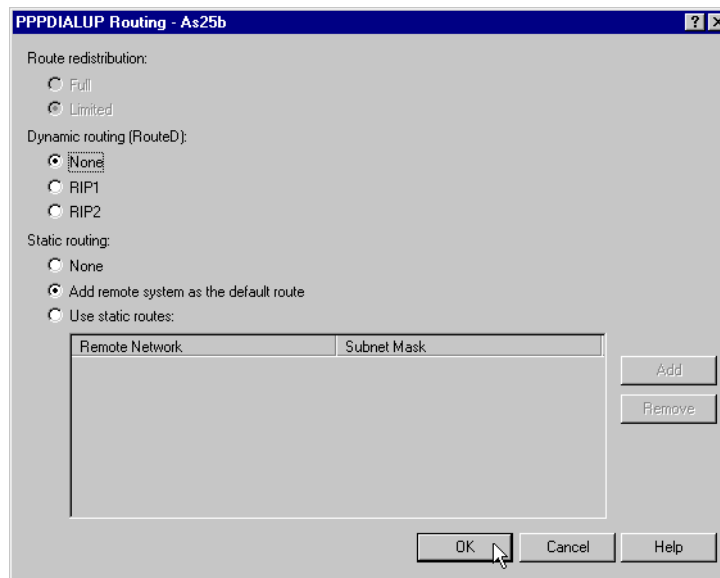 PPPDIALUP Routing - As25b
Route redistribution:
Full
Limited
Dynamic routing (RouteD):
None
RIP1
RIP2
Static routing:
None
Add remote system as the default route
Use static routes:
Remote Network Subnet Mask
Add
Remove
OK Cancel Help